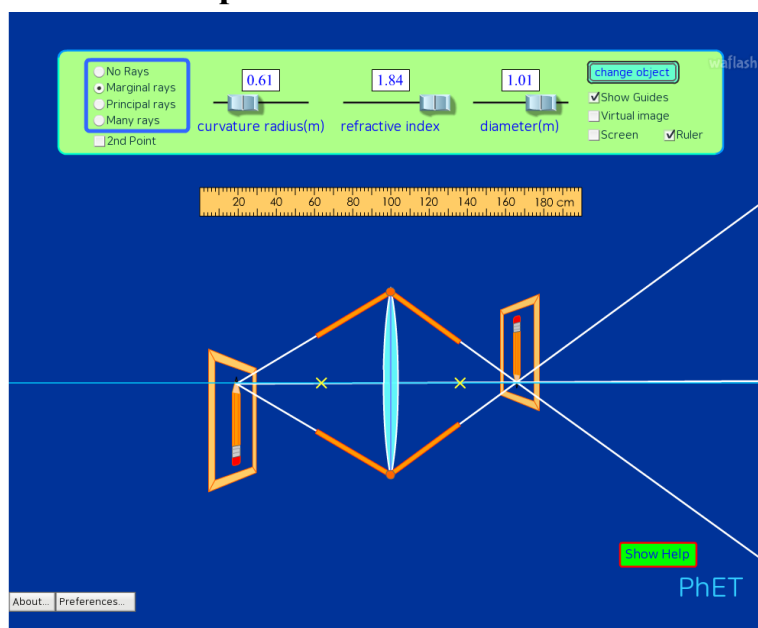 No Rays
Marginal rays
Principal rays
Many rays
2nd Point
0.61
curvature radius(m)
1.84
refractive index
1.01
diameter(m)
change object
Show Guides
Virtual image
Screen
Ruler
waflash
20 40 60 80 100 120 140 160 180 cm
Show Help
PhET
About...
Preferences...